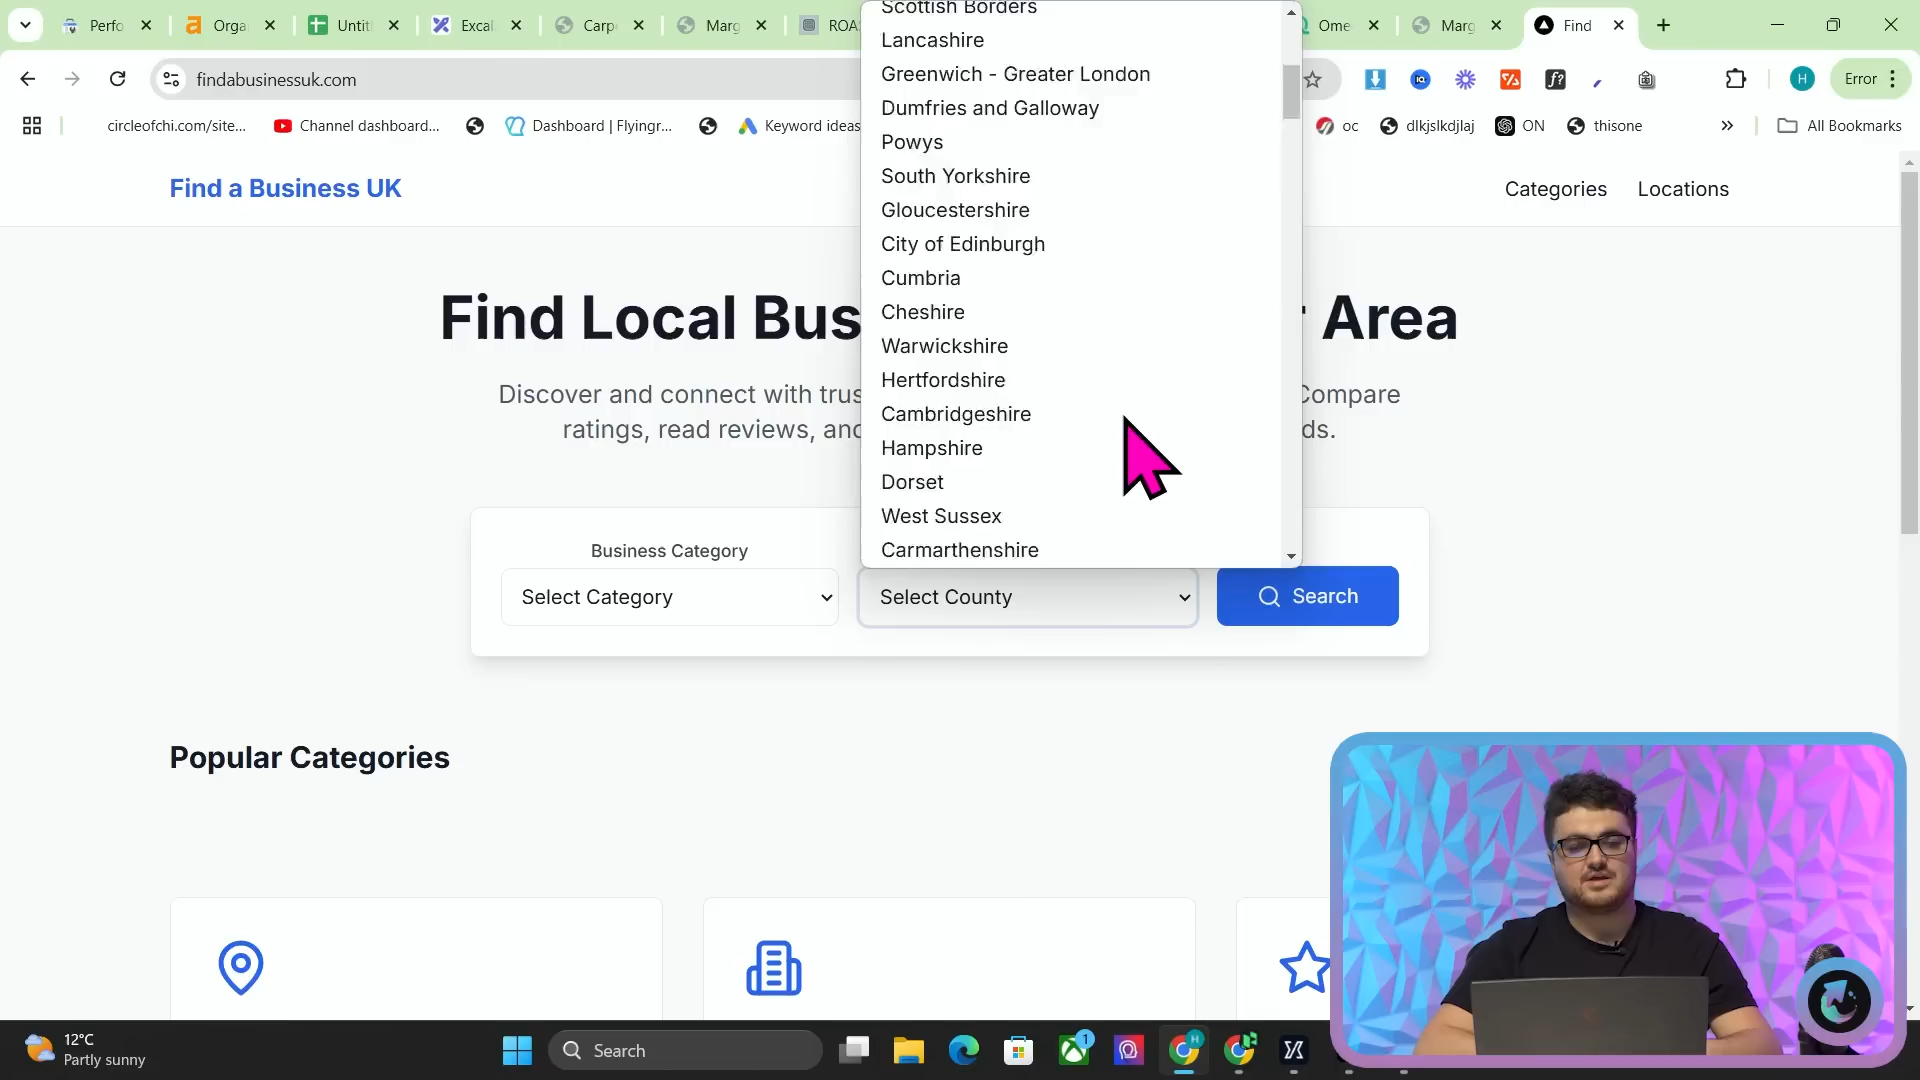 Perfo
Orga
Untit
Excal
Carp
Marg
ROA
Ome
Marg
Find
findabusinessuk.com
Error
circleofchi.com/site...
Channel dashboard...
Dashboard | Flyingr...
Keyword ideas
oc
dlkjslkdjlaj
ON
thisone
All Bookmarks
Find a Business UK
Categories
Locations
Scottish Borders
Lancashire
Greenwich - Greater London
Dumfries and Galloway
Powys
South Yorkshire
Gloucestershire
City of Edinburgh
Cumbria
Cheshire
Warwickshire
Hertfordshire
Cambridgeshire
Hampshire
Dorset
West Sussex
Carmarthenshire
Find Local Bus
Area
Discover and connect with trus
Compare
ratings, read reviews, and
ds.
Business Category
Select Category
Select County
Search
Popular Categories
12°C
Partly sunny
Search
1
H